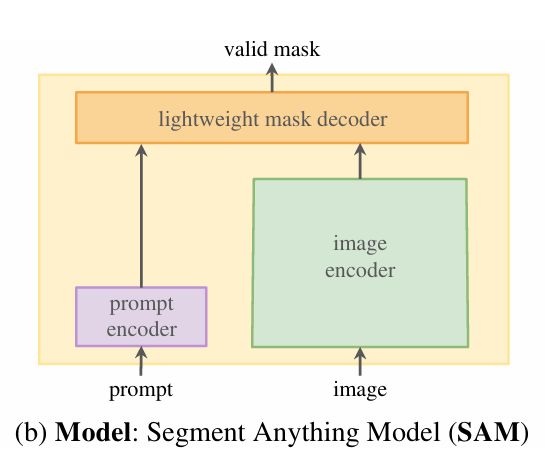 valid mask
lightweight mask decoder
image
encoder
prompt
encoder
prompt
image
(b) Model: Segment Anything Model (SAM)